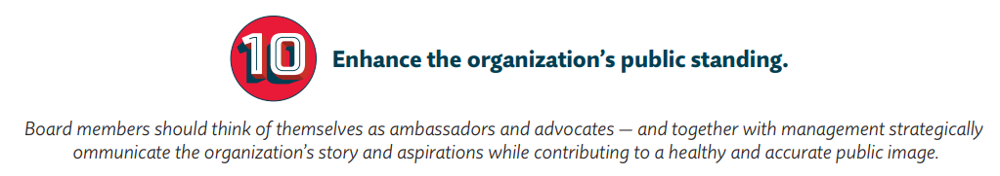 10
Enhance the organization's public standing.
Board members should think of themselves as ambassadors and advocates — and together with management strategically
ommunicate the organization's story and aspirations while contributing to a healthy and accurate public image.